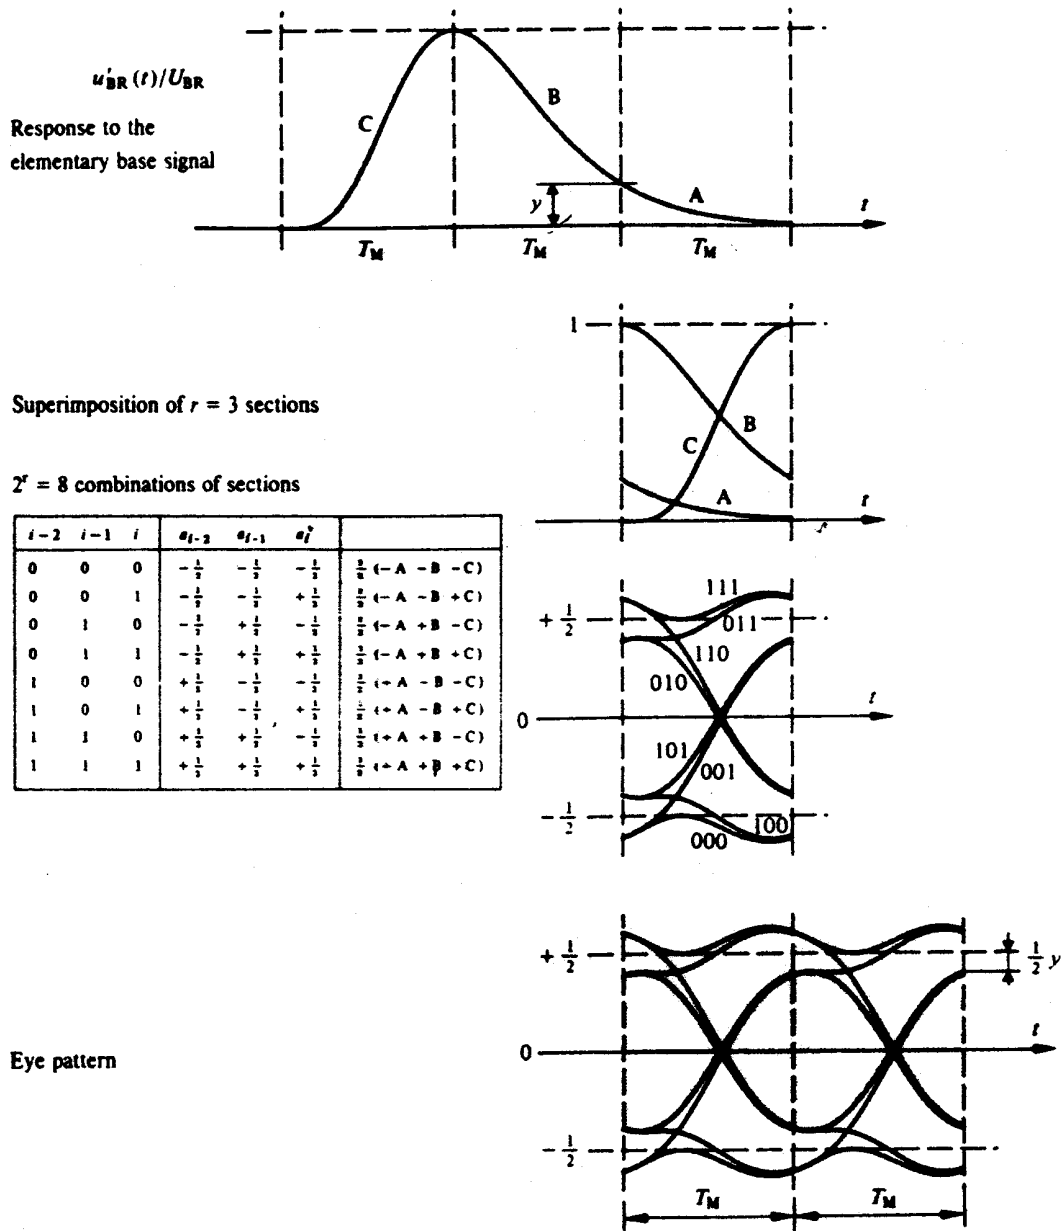 u′BR (t)/UBR
Response to the
elementary base signal
C
B
A
y
t
TM TM TM
1
Superimposition of r = 3 sections
B
C
A
t
2^r = 8 combinations of sections
i − 2 i − 1 i a_{i-2} a_{i-1} a_i
0 0 0 −1/2 −1/2 −1/2 1/2 (−A −B −C)
0 0 1 −1/2 −1/2 +1/2 1/2 (−A −B +C)
0 1 0 −1/2 +1/2 −1/2 1/2 (−A +B −C)
0 1 1 −1/2 +1/2 +1/2 1/2 (−A +B +C)
1 0 0 +1/2 −1/2 −1/2 1/2 (+A −B −C)
1 0 1 +1/2 −1/2 +1/2 1/2 (+A −B +C)
1 1 0 +1/2 +1/2 −1/2 1/2 (+A +B −C)
1 1 1 +1/2 +1/2 +1/2 1/2 (+A +B +C)
111
+1/2
011
110
010
t
0
101
001
−1/2
100
000
+1/2
1/2 y
t
0
Eye pattern
−1/2
TM TM